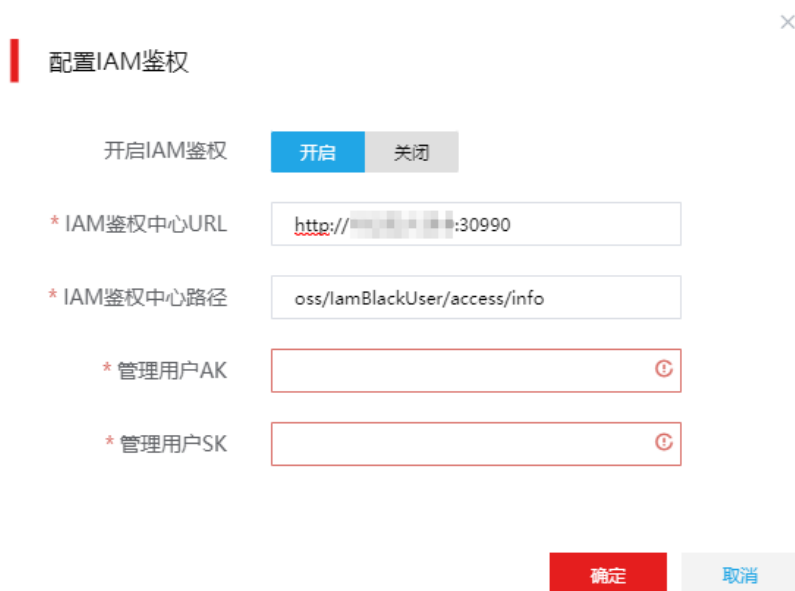 配置IAM鉴权
开启IAM鉴权 开启 关闭
* IAM鉴权中心URL http:// :30990
* IAM鉴权中心路径 oss/IamBlackUser/access/info
* 管理用户AK
* 管理用户SK
确定 取消